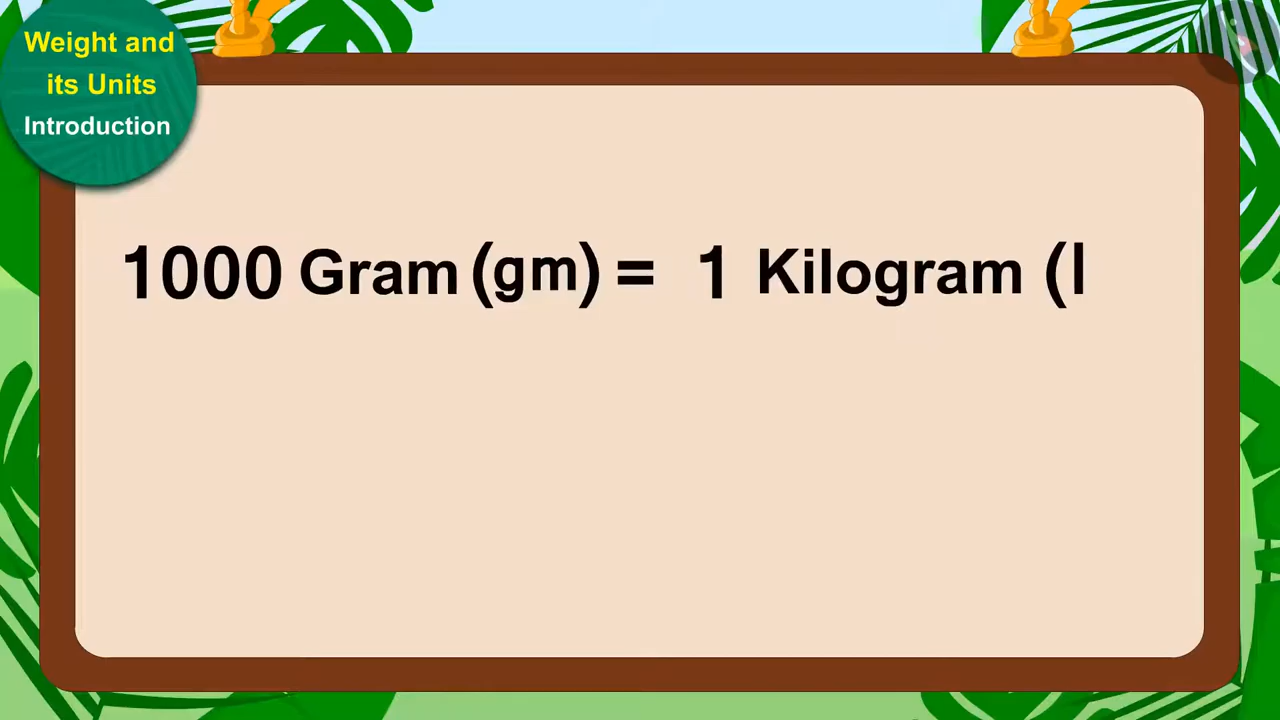 Weight and
its Units
Introduction
1000 Gram (gm) = 1 Kilogram (